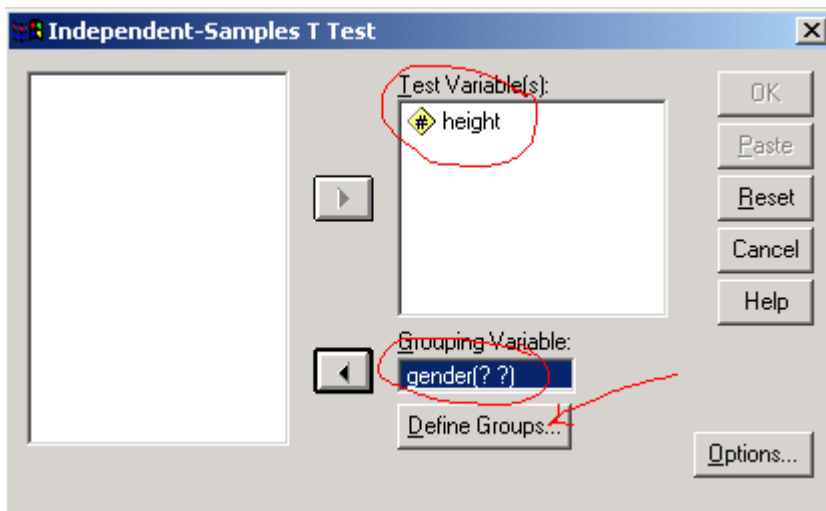 Independent-Samples T Test
Test Variable(s):
# height
OK
Paste
Reset
Cancel
Help
Grouping Variable:
gender(? ?)
Define Groups...
Options...